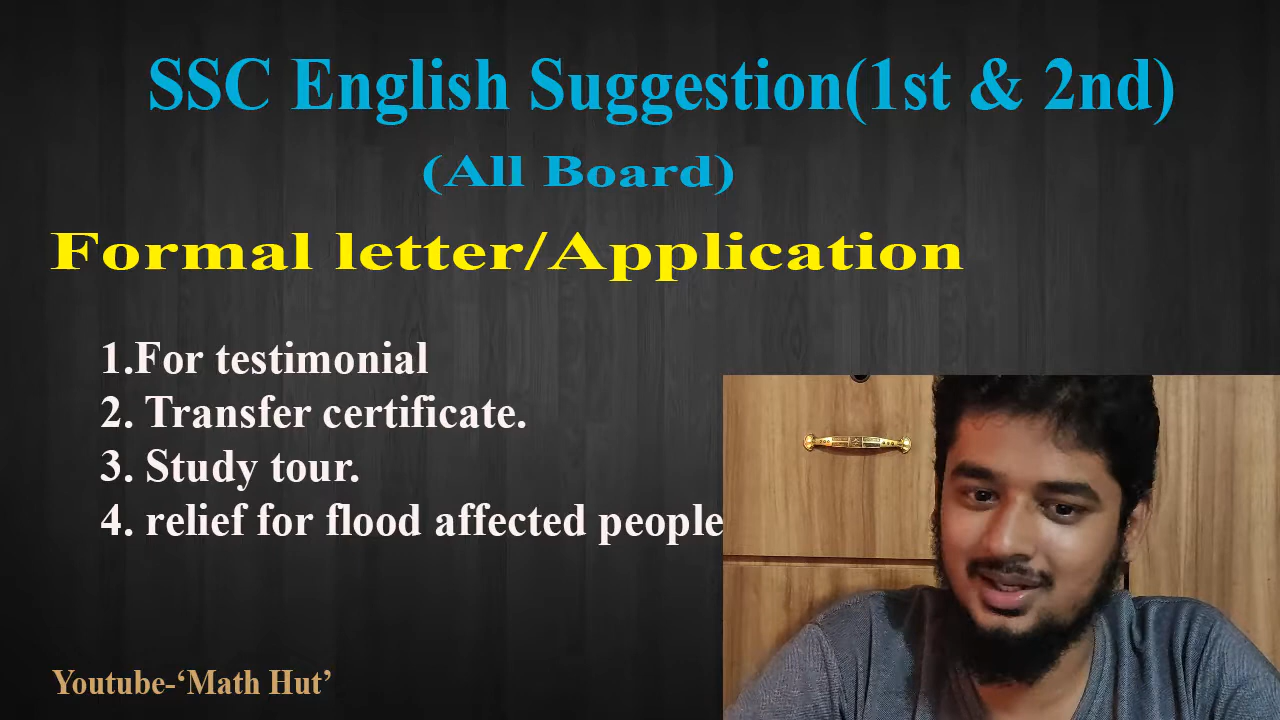 SSC English Suggestion(1st & 2nd)
(All Board)
Formal letter/Application
1.For testimonial
2. Transfer certificate.
3. Study tour.
4. relief for flood affected people
Youtube-‘Math Hut’